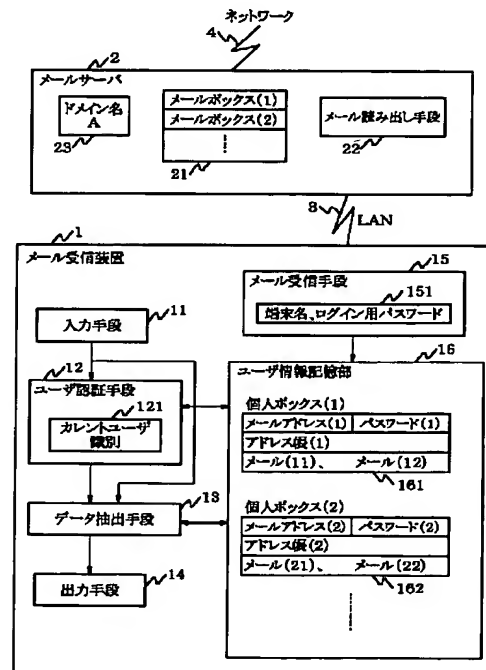 ネットワーク
4
2
メールサーバ
ドメイン名
A
23
メールボックス(1)
メールボックス(2)
21
メール読み出し手段
22
3
LAN
1
メール受信装置
15
メール受信手段
151
端末名、ログイン用パスワード
11
入力手段
12
ユーザ認証手段
121
カレントユーザ
識別
13
データ抽出手段
14
出力手段
16
ユーザ情報記憶部
個人ボックス(1)
メールアドレス(1) パスワード(1)
アドレス帳(1)
メール(11)、 メール(12)
161
個人ボックス(2)
メールアドレス(2) パスワード(2)
アドレス帳(2)
メール(21)、 メール(22)
162